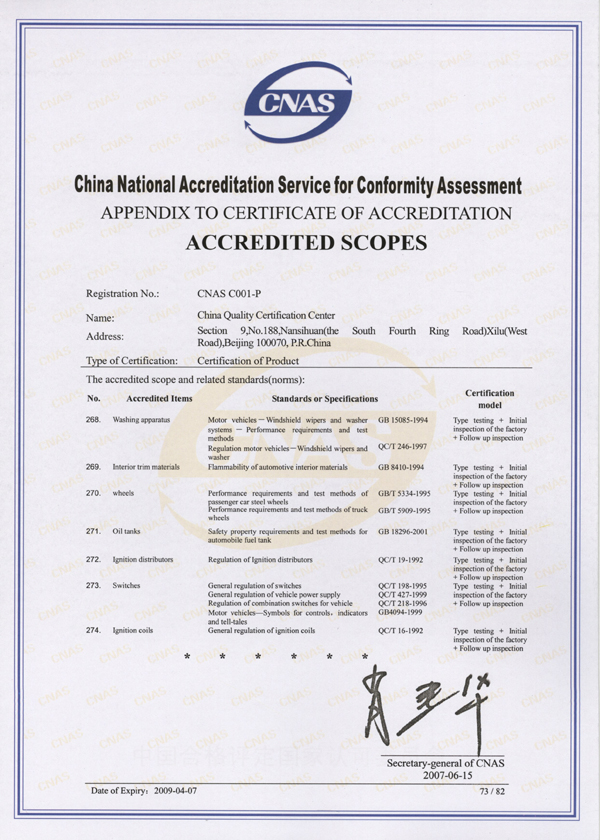 CNAS
China National Accreditation Service for Conformity Assessment
APPENDIX TO CERTIFICATE OF ACCREDITATION
ACCREDITED SCOPES
Registration No.: CNAS C001-P
Name: China Quality Certification Center
Address: Section 9,No.188,Nansihuan(the South Fourth Ring Road)Xilu(West
Road),Beijing 100070, P.R.China
Type of Certification: Certification of Product
The accredited scope and related standards(norms):
No. Accredited Items Standards or Specifications Certification
model
268. Washing apparatus Motor vehicles－Windshield wipers and washer GB 15085-1994 Type testing + Initial
systems － Performance requirements and test inspection of the factory
methods + Follow up inspection
Regulation motor vehicles－Windshield wipers and QC/T 246-1997
washer
269. Interior trim materials Flammability of automotive interior materials GB 8410-1994 Type testing + Initial
inspection of the factory
+ Follow up inspection
270. wheels Performance requirements and test methods of GB/T 5334-1995 Type testing + Initial
passenger car steel wheels inspection of the factory
Performance requirements and test methods of truck GB/T 5909-1995 + Follow up inspection
wheels
271. Oil tanks Safety property requirements and test methods for GB 18296-2001 Type testing + Initial
automobile fuel tank inspection of the factory
+ Follow up inspection
272. Ignition distributors Regulation of Ignition distributors QC/T 19-1992 Type testing + Initial
inspection of the factory
+ Follow up inspection
273. Switches General regulation of switches QC/T 198-1995 Type testing + Initial
General regulation of vehicle power supply QC/T 427-1999 inspection of the factory
Regulation of combination switches for vehicle QC/T 218-1996 + Follow up inspection
Motor vehicles—Symbols for controls, indicators GB4094-1999
and tell-tales
274. Ignition coils General regulation of ignition coils QC/T 16-1992 Type testing + Initial
inspection of the factory
+ Follow up inspection
* * * * * *
Secretary-general of CNAS
2007-06-15
Date of Expiry: 2009-04-07 73 / 82